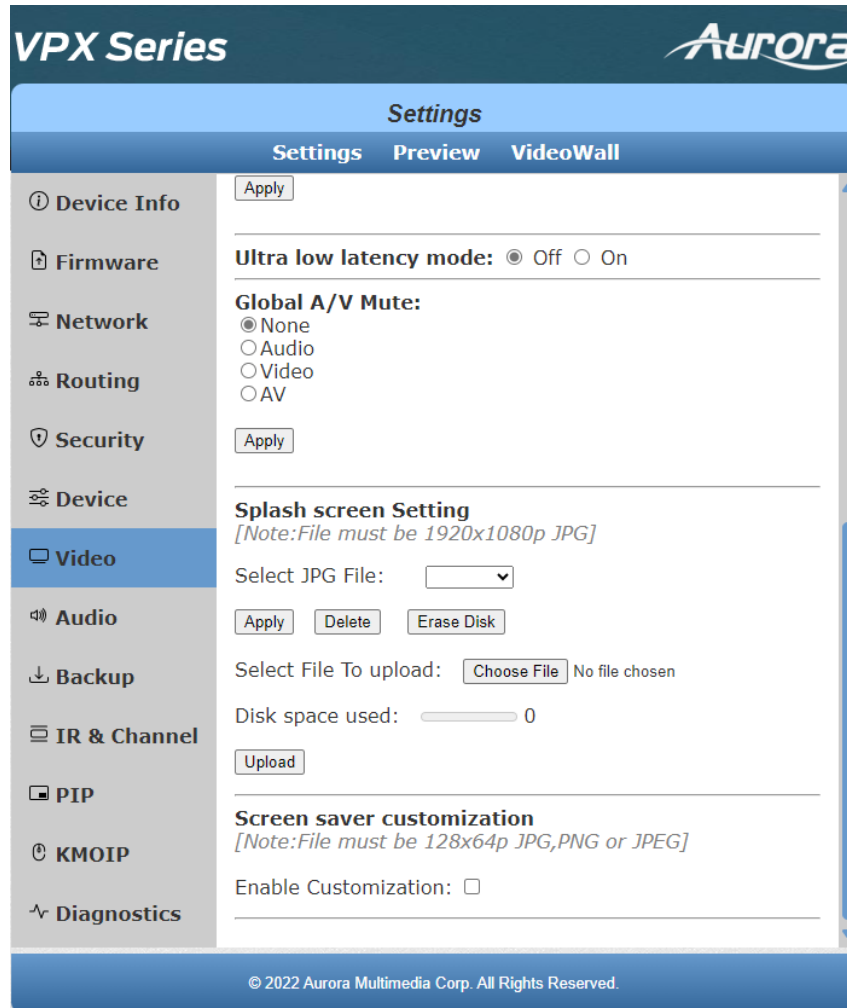 VPX Series
Aurora
Settings
Settings Preview VideoWall
Device Info
Firmware
Network
Routing
Security
Device
Video
Audio
Backup
IR & Channel
PIP
KMOIP
Diagnostics
Apply
Ultra low latency mode: Off On
Global A/V Mute:
None
Audio
Video
AV
Apply
Splash screen Setting
[Note:File must be 1920x1080p JPG]
Select JPG File:
Apply Delete Erase Disk
Select File To upload: Choose File No file chosen
Disk space used: 0
Upload
Screen saver customization
[Note:File must be 128x64p JPG,PNG or JPEG]
Enable Customization:
© 2022 Aurora Multimedia Corp. All Rights Reserved.